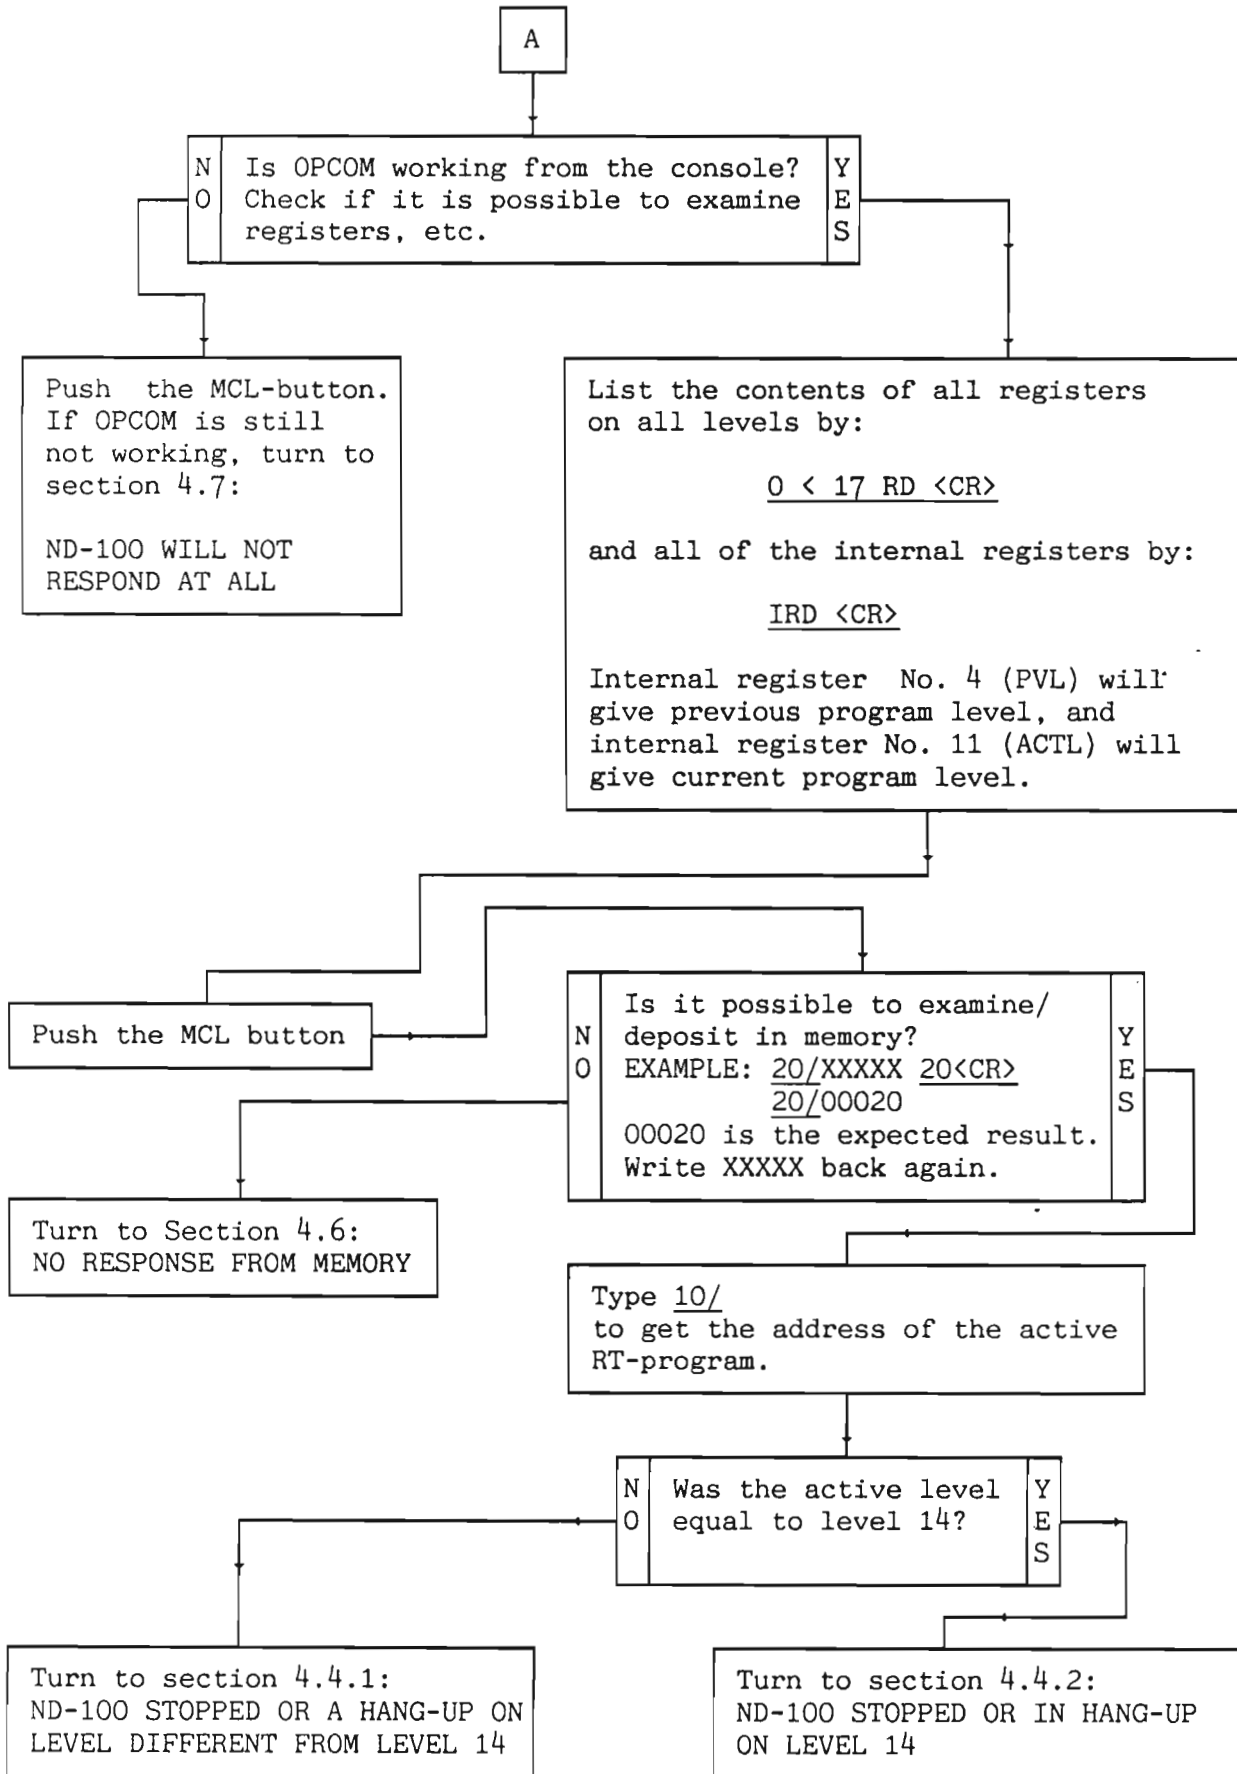 A
NO
Is OPCOM working from the console?
Check if it is possible to examine
registers, etc.
YES
Push the MCL-button.
If OPCOM is still
not working, turn to
section 4.7:
ND-100 WILL NOT
RESPOND AT ALL
List the contents of all registers
on all levels by:
0 < 17 RD <CR>
and all of the internal registers by:
IRD <CR>
Internal register No. 4 (PVL) will
give previous program level, and
internal register No. 11 (ACTL) will
give current program level.
Push the MCL button
NO
Is it possible to examine/
deposit in memory?
EXAMPLE: 20/XXXXX 20<CR>
20/00020
00020 is the expected result.
Write XXXXX back again.
YES
Turn to Section 4.6:
NO RESPONSE FROM MEMORY
Type 10/
to get the address of the active
RT-program.
NO
Was the active level
equal to level 14?
YES
Turn to section 4.4.1:
ND-100 STOPPED OR A HANG-UP ON
LEVEL DIFFERENT FROM LEVEL 14
Turn to section 4.4.2:
ND-100 STOPPED OR IN HANG-UP
ON LEVEL 14